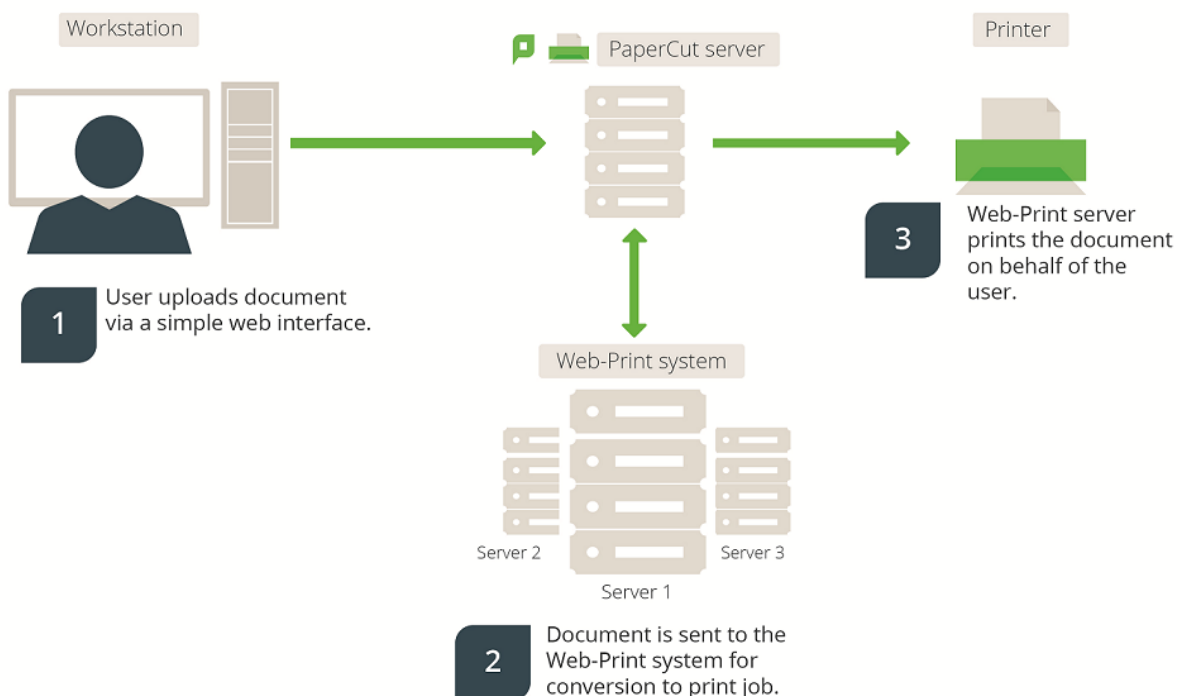 Workstation
PaperCut server
Printer
1
User uploads document
via a simple web interface.
3
Web-Print server
prints the document
on behalf of the
user.
Web-Print system
Server 2
Server 3
Server 1
2
Document is sent to the
Web-Print system for
conversion to print job.